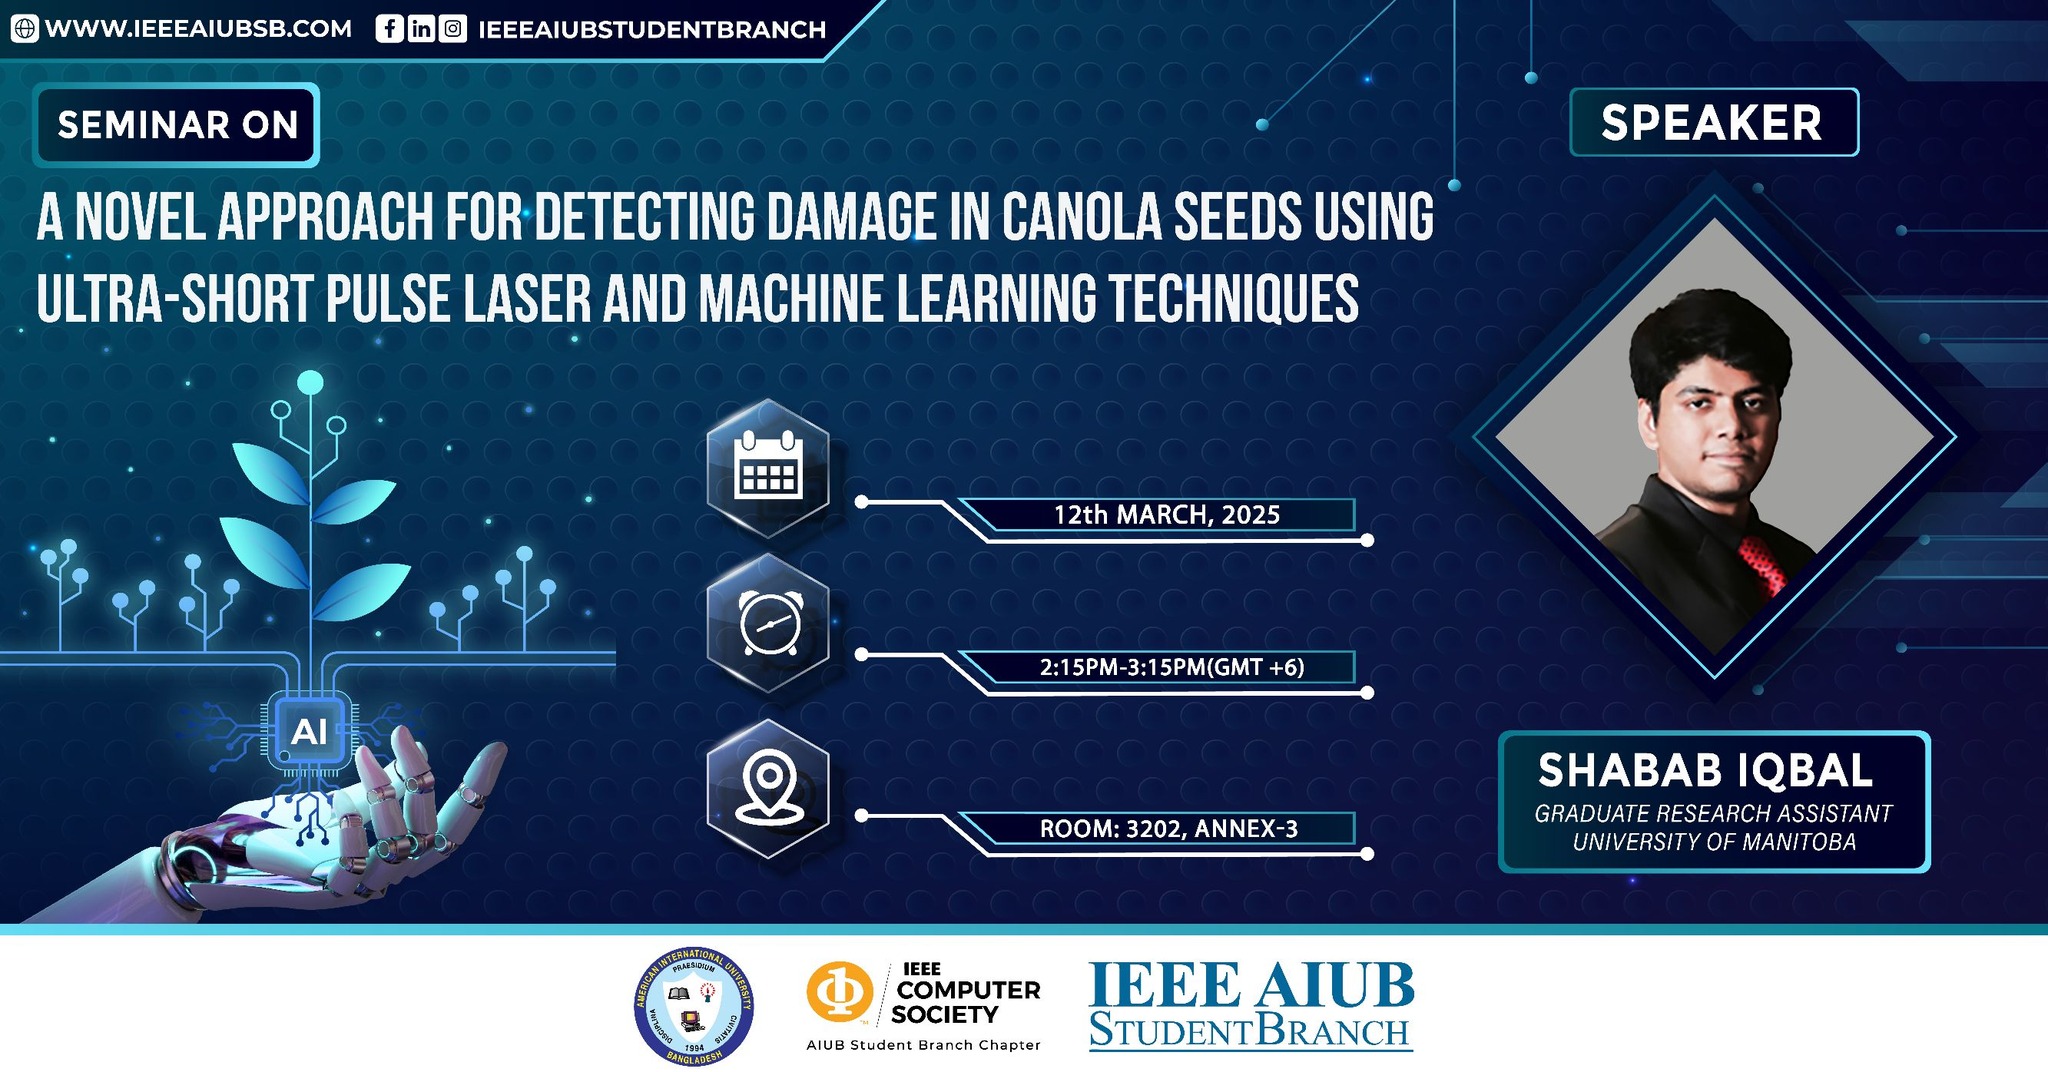 WWW.IEEEAIUBSB.COM
IEEEAIUBSTUDENTBRANCH
SEMINAR ON
A NOVEL APPROACH FOR DETECTING DAMAGE IN CANOLA SEEDS USING
ULTRA-SHORT PULSE LASER AND MACHINE LEARNING TECHNIQUES
SPEAKER
12th MARCH, 2025
2:15PM-3:15PM(GMT +6)
ROOM: 3202, ANNEX-3
AI
SHABAB IQBAL
GRADUATE RESEARCH ASSISTANT
UNIVERSITY OF MANITOBA
AMERICAN INTERNATIONAL UNIVERSITY
BANGLADESH
PRAESIDIUM
DISCIPLINA
CIVITATIS
1994
IEEE
COMPUTER
SOCIETY
AIUB Student Branch Chapter
IEEE AIUB
STUDENTBRANCH